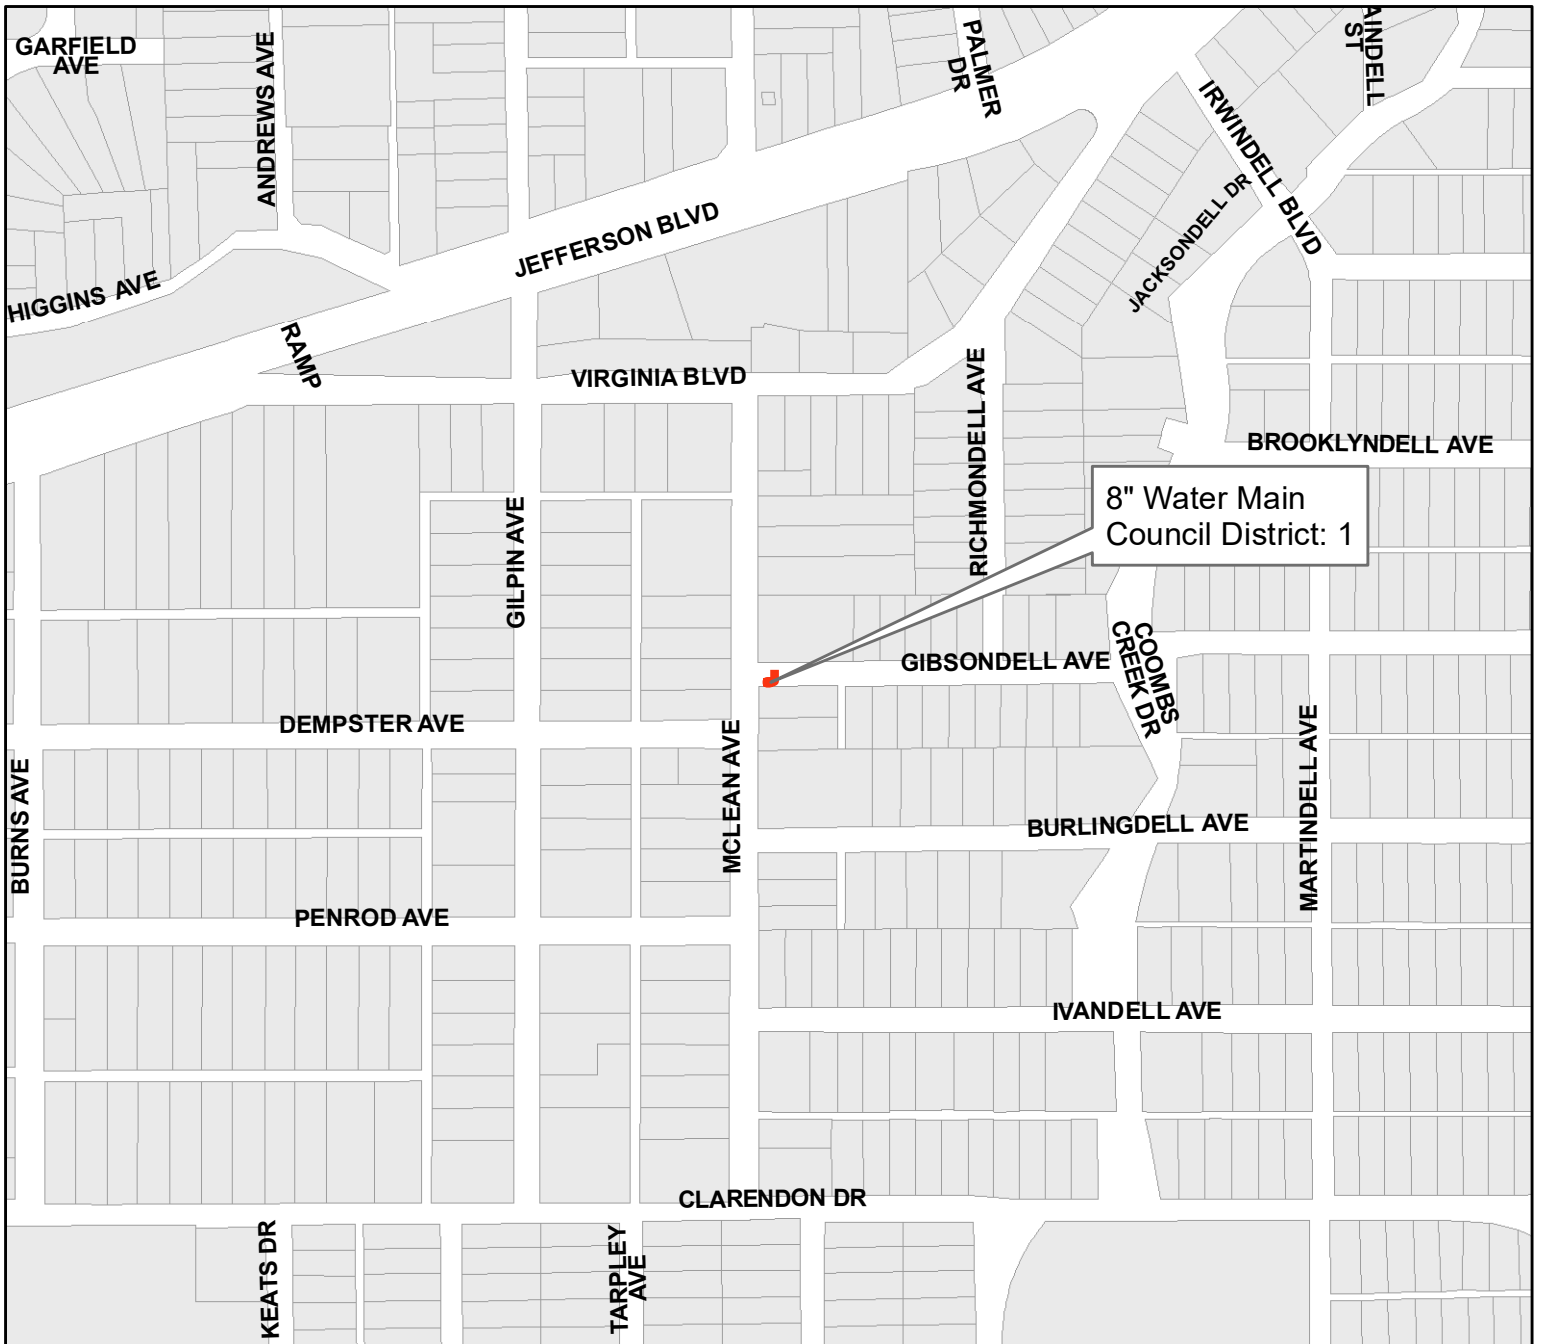 GARFIELD
AVE
ANDREWS AVE
PALMER
DR
AINDELL
ST
IRWINDELL BLVD
JACKSONDELL DR
JEFFERSON BLVD
HIGGINS AVE
RAMP
VIRGINIA BLVD
RICHMONDELL AVE
BROOKLYNDELL AVE
8" Water Main
Council District: 1
GILPIN AVE
GIBSONDELL AVE
COOMBS
CREEK DR
DEMPSTER AVE
BURNS AVE
MCLEAN AVE
MARTINDELL AVE
BURLINGDELL AVE
PENROD AVE
IVANDELL AVE
CLARENDON DR
KEATS DR
TARPLEY
AVE